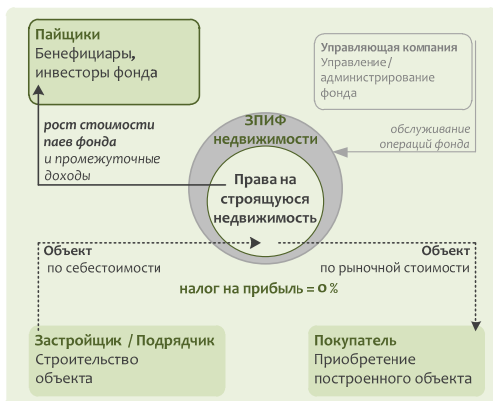 Пайщики
Бенефициары,
инвесторы фонда
Управляющая компания
Управление/
администрирование
фонда
ЗПИФ
недвижимости
рост стоимости
паев фонда
и промежуточные
доходы
обслуживание
операций фонда
Права на
строящуюся
недвижимость
Объект
по себестоимости
Объект
по рыночной стоимости
налог на прибыль = 0 %
Застройщик / Подрядчик
Строительство
объекта
Покупатель
Приобретение
построенного объекта